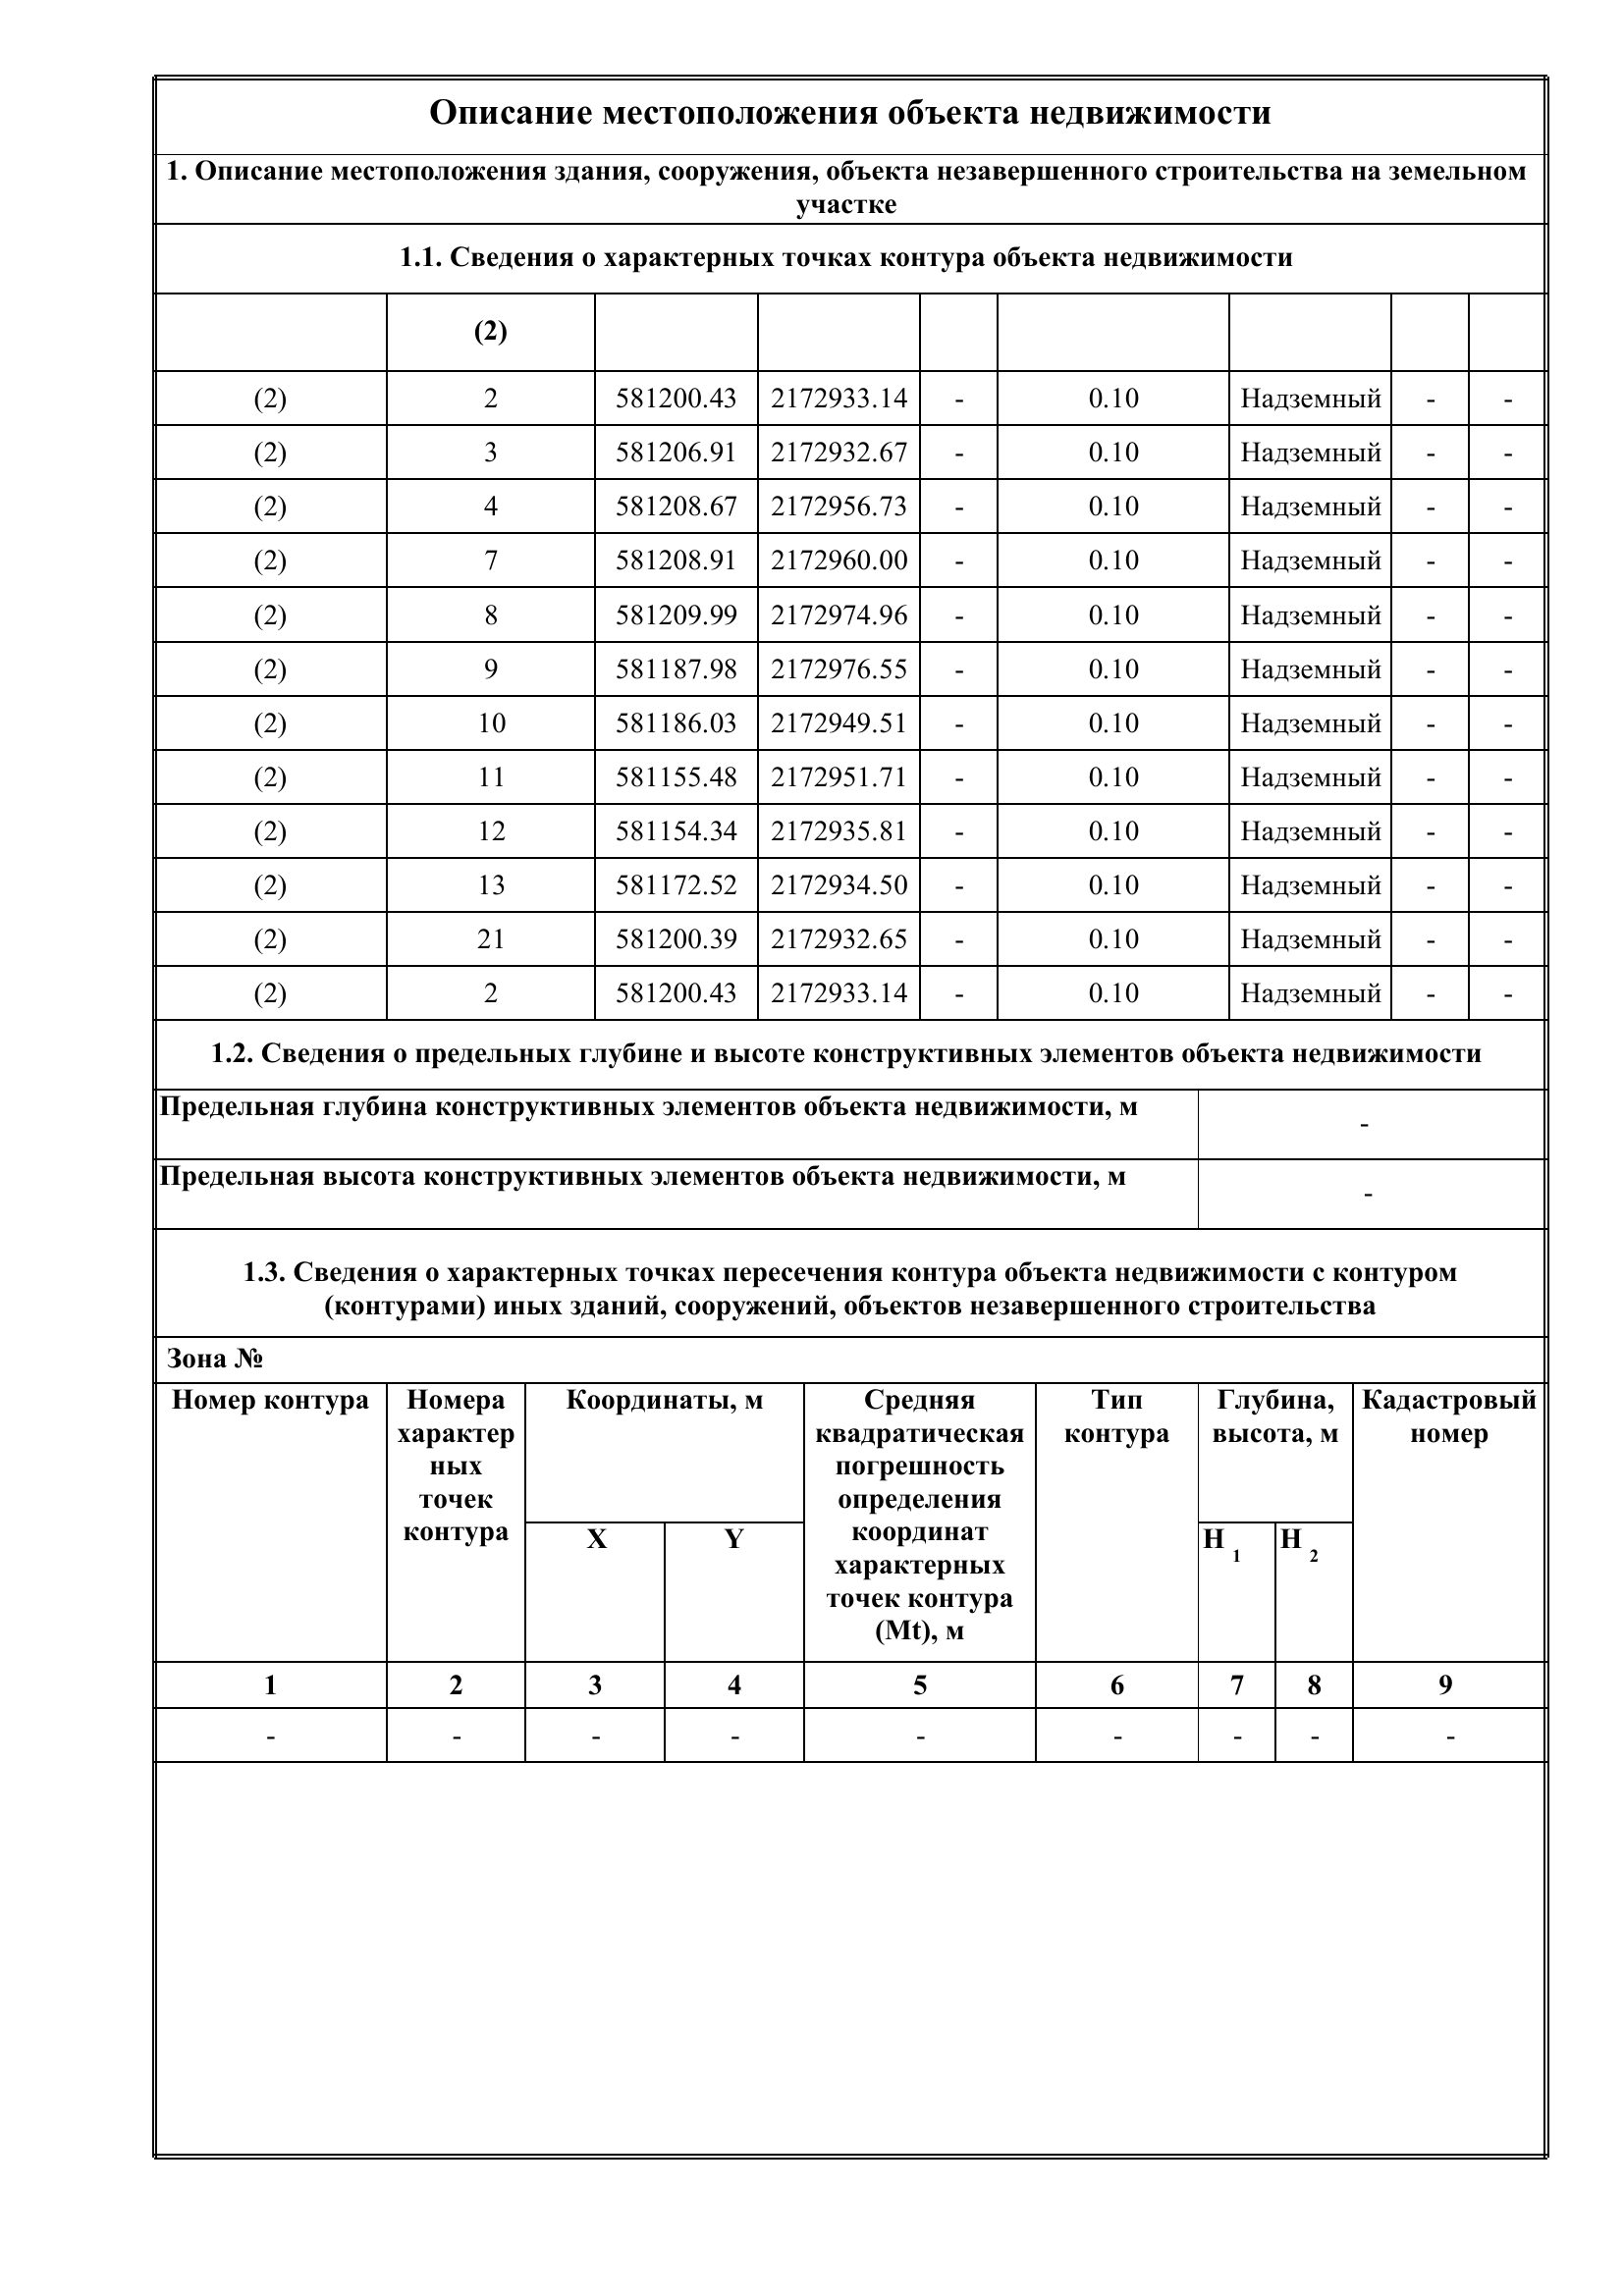 Описание местоположения объекта недвижимости
1. Описание местоположения здания, сооружения, объекта незавершенного строительства на земельном
участке
1.1. Сведения о характерных точках контура объекта недвижимости
(2)
(2) 2 581200.43 2172933.14 - 0.10 Надземный - -
(2) 3 581206.91 2172932.67 - 0.10 Надземный - -
(2) 4 581208.67 2172956.73 - 0.10 Надземный - -
(2) 7 581208.91 2172960.00 - 0.10 Надземный - -
(2) 8 581209.99 2172974.96 - 0.10 Надземный - -
(2) 9 581187.98 2172976.55 - 0.10 Надземный - -
(2) 10 581186.03 2172949.51 - 0.10 Надземный - -
(2) 11 581155.48 2172951.71 - 0.10 Надземный - -
(2) 12 581154.34 2172935.81 - 0.10 Надземный - -
(2) 13 581172.52 2172934.50 - 0.10 Надземный - -
(2) 21 581200.39 2172932.65 - 0.10 Надземный - -
(2) 2 581200.43 2172933.14 - 0.10 Надземный - -
1.2. Сведения о предельных глубине и высоте конструктивных элементов объекта недвижимости
Предельная глубина конструктивных элементов объекта недвижимости, м -
Предельная высота конструктивных элементов объекта недвижимости, м -
1.3. Сведения о характерных точках пересечения контура объекта недвижимости с контуром
(контурами) иных зданий, сооружений, объектов незавершенного строительства
Зона №
Номер контура
Номера
характер
ных
точек
контура
Координаты, м
X Y
Средняя
квадратическая
погрешность
определения
координат
характерных
точек контура
(Mt), м
Тип
контура
Глубина,
высота, м
H 1 H 2
Кадастровый
номер
1 2 3 4 5 6 7 8 9
- - - - - - - - -